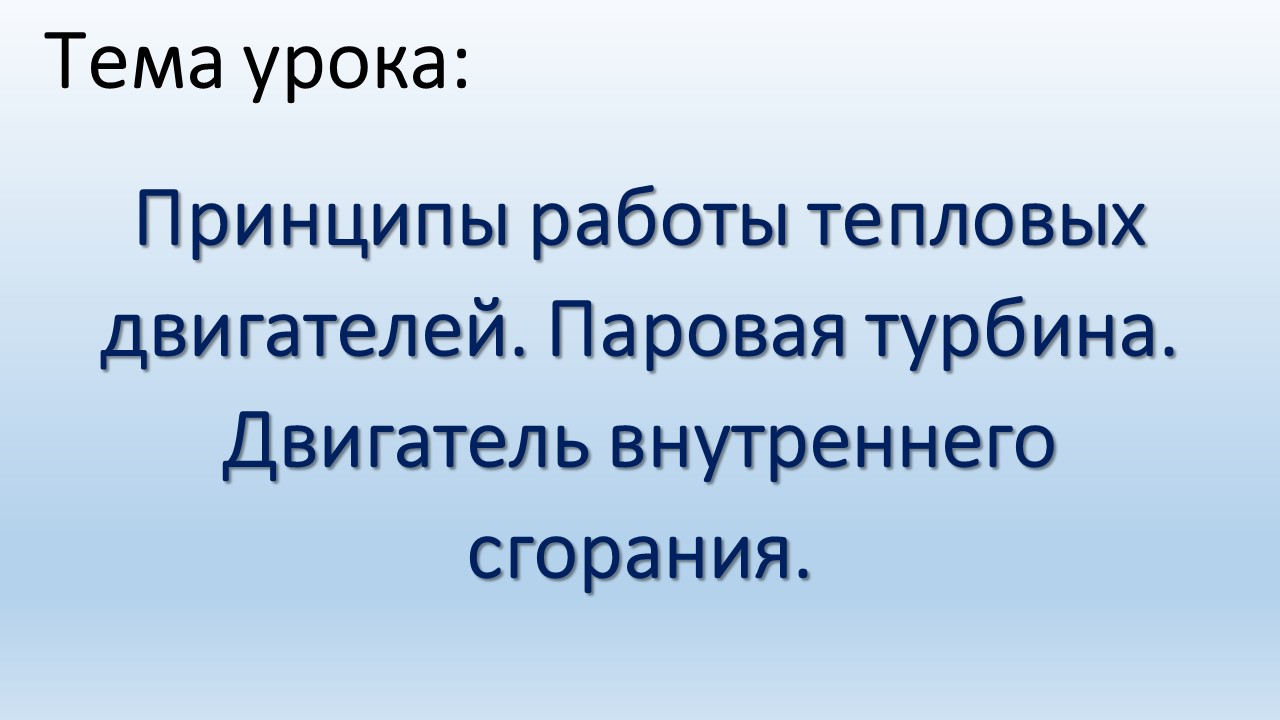 Тема урока:
Принципы работы тепловых
двигателей. Паровая турбина.
Двигатель внутреннего
сгорания.